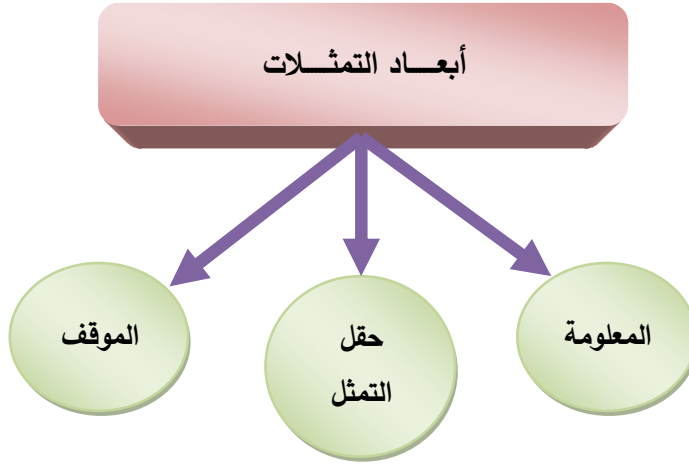 أبعـــاد التمثـــلات
المعلومة
حقل
التمثل
الموقف